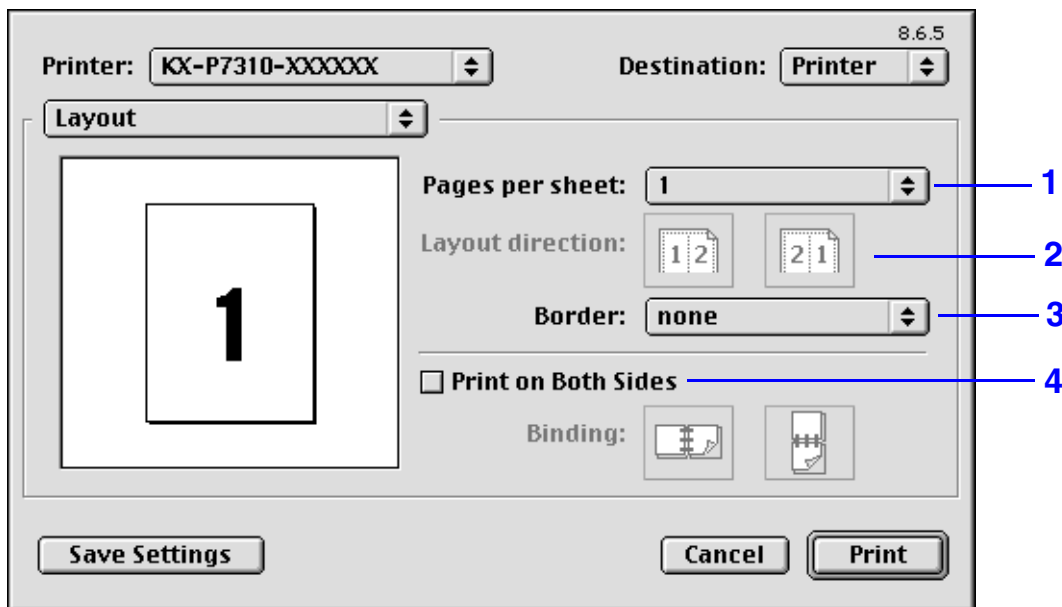 8.6.5
Printer: KX-P7310-XXXXXX Destination: Printer
Layout
Pages per sheet: 1 1
Layout direction: 1 2 2 1 2
1
Border: none 3
Print on Both Sides 4
Binding:
Save Settings Cancel Print